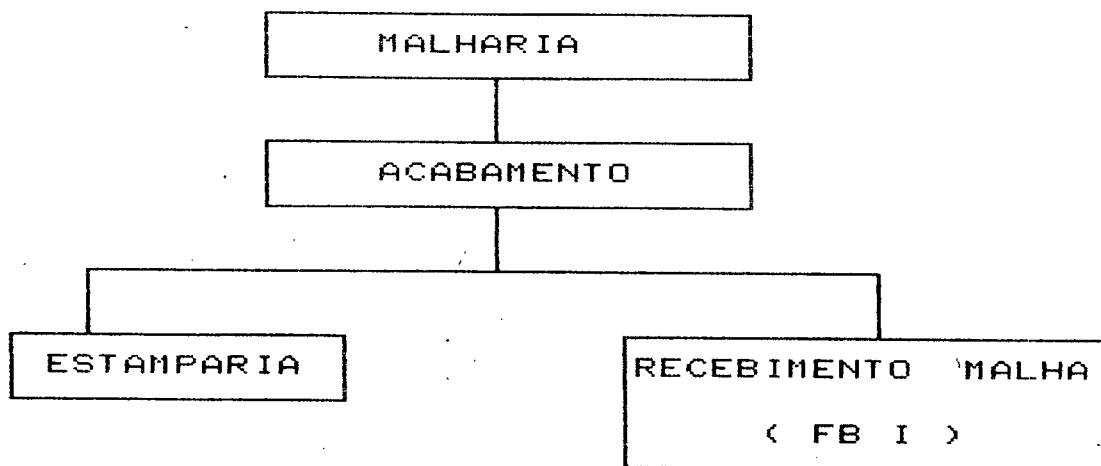 MALHARIA
ACABAMENTO
ESTAMPARIA
RECEBIMENTO MALHA
( FB I )